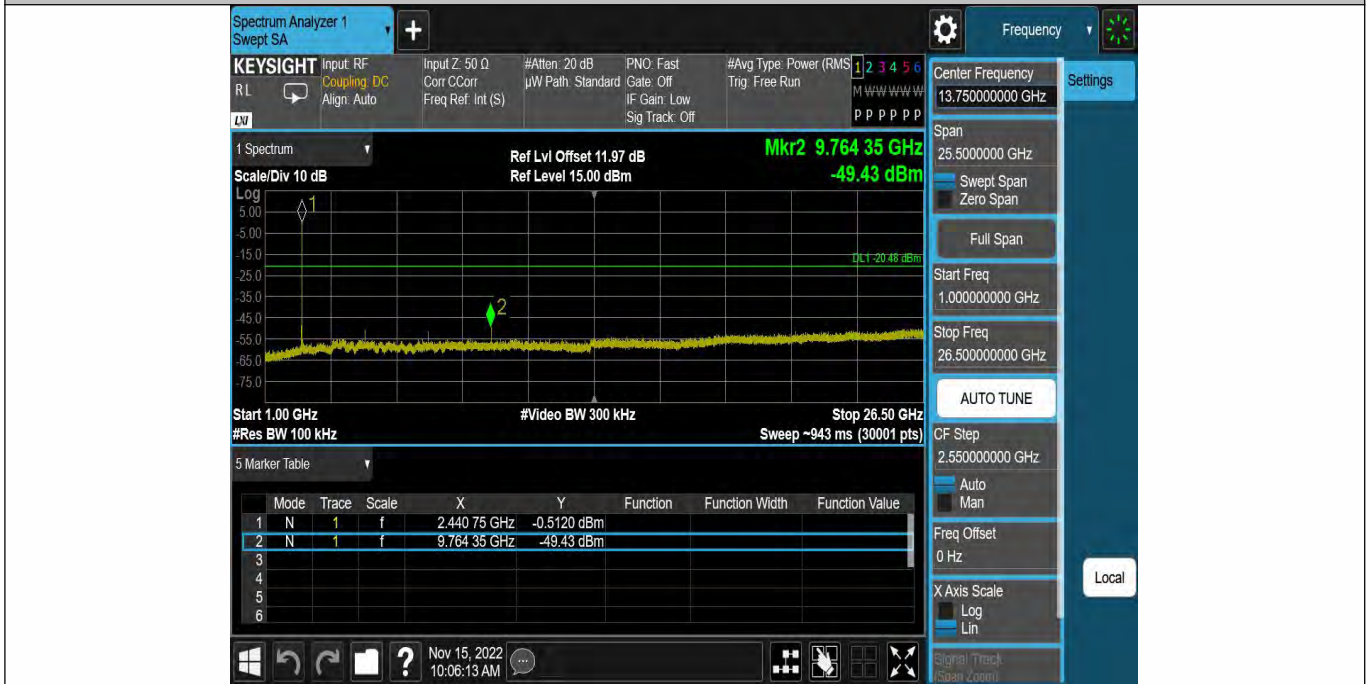 Spectrum Analyzer 1
Swept SA
+
Frequency
KEYSIGHT Input: RF Input Z: 50 Ω #Atten: 20 dB PNO: Fast #Avg Type: Power (RMS 1 2 3 4 5 6
RL Coupling: DC Corr CCorr µW Path: Standard Gate: Off Trig: Free Run M W W W W W
Align: Auto Freq Ref: Int (S) IF Gain: Low
LXI Sig Track: Off P P P P P P
Center Frequency
13.750000000 GHz
Settings
1 Spectrum
Scale/Div 10 dB
Ref Lvl Offset 11.97 dB
Ref Level 15.00 dBm
Mkr2 9.764 35 GHz
-49.43 dBm
Log
5.00
-5.00
-15.0
-25.0
-35.0
-45.0
-55.0
-65.0
-75.0
1
2
DL1 -20.48 dBm
Start 1.00 GHz #Video BW 300 kHz Stop 26.50 GHz
#Res BW 100 kHz Sweep ~943 ms (30001 pts)
Span
25.5000000 GHz
Swept Span
Zero Span
Full Span
Start Freq
1.000000000 GHz
Stop Freq
26.500000000 GHz
AUTO TUNE
CF Step
2.550000000 GHz
Auto
Man
Freq Offset
0 Hz
X Axis Scale
Log
Lin
Signal Track
(Span Zoom)
Local
5 Marker Table
Mode Trace Scale X Y Function Function Width Function Value
1 N 1 f 2.440 75 GHz -0.5120 dBm
2 N 1 f 9.764 35 GHz -49.43 dBm
3
4
5
6
?
Nov 15, 2022
10:06:13 AM